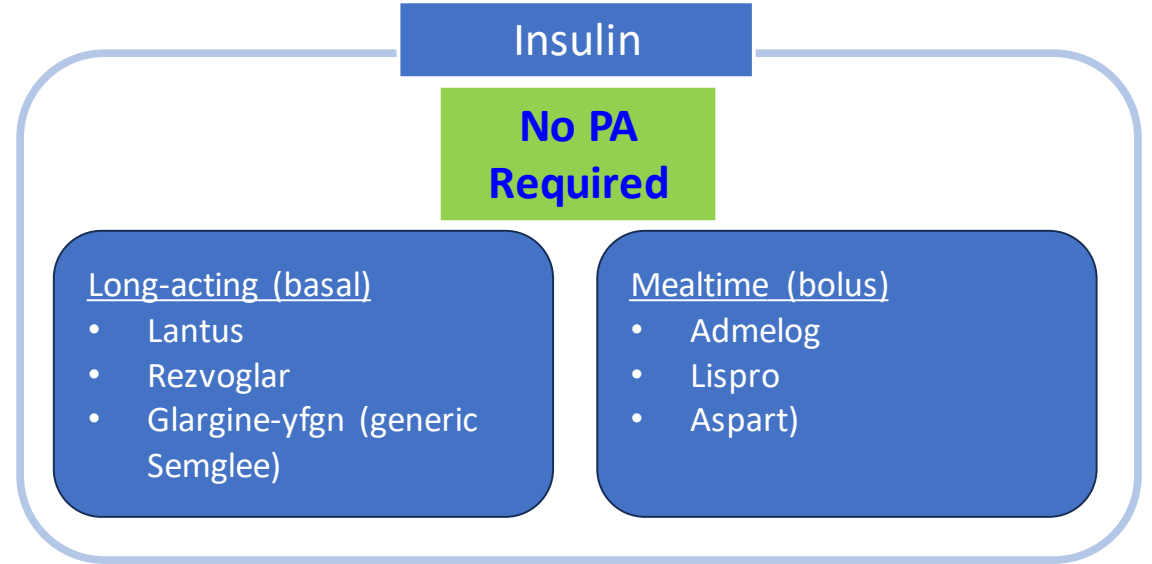 Insulin
No PA
Required
Long-acting (basal)
• Lantus
• Rezvoglar
• Glargine-yfgn (generic
Semglee)
Mealtime (bolus)
• Admelog
• Lispro
• Aspart)